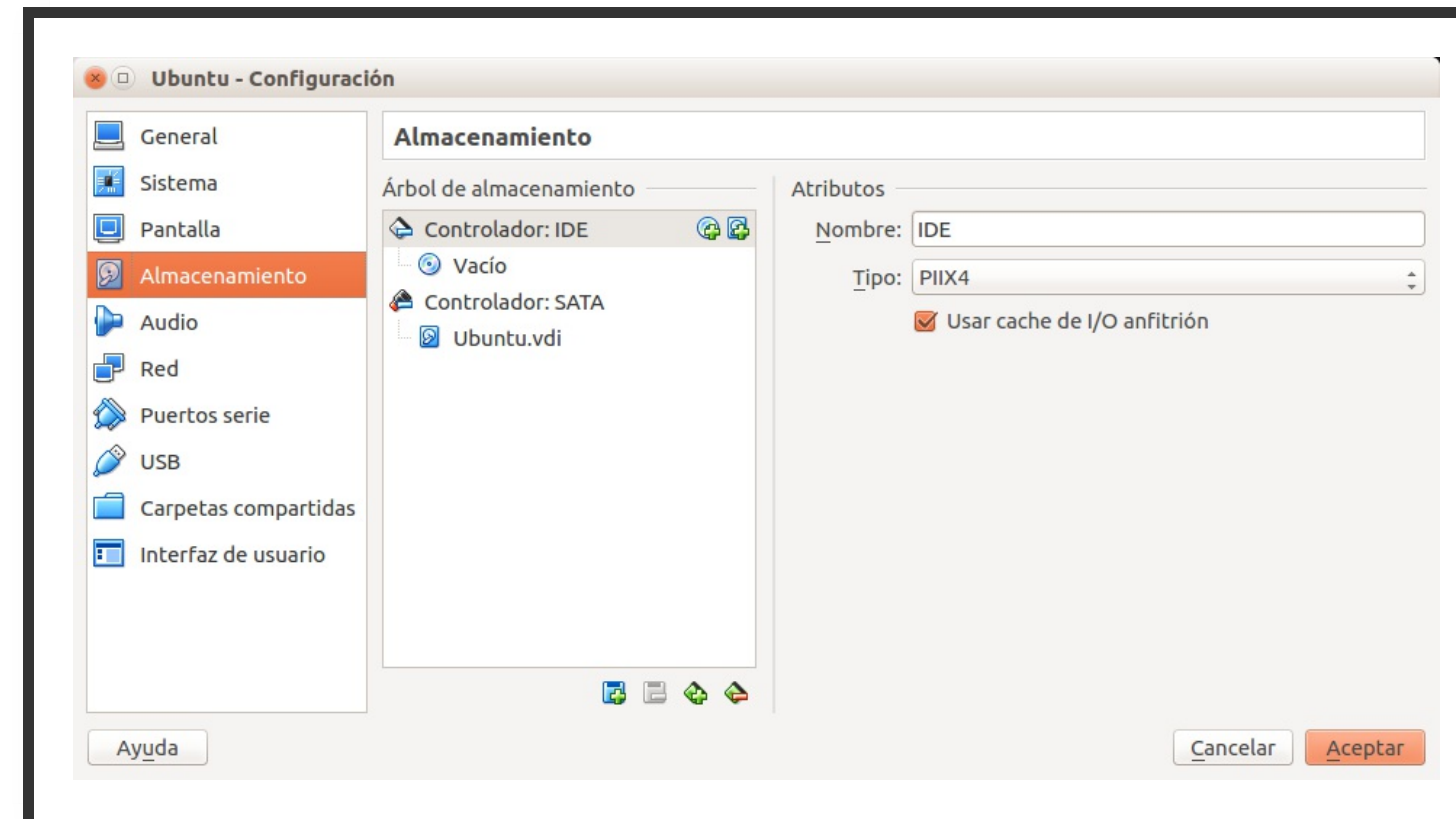 Ubuntu - Configuración
General
Sistema
Pantalla
Almacenamiento
Audio
Red
Puertos serie
USB
Carpetas compartidas
Interfaz de usuario
Almacenamiento
Árbol de almacenamiento
Controlador: IDE
Vacío
Controlador: SATA
Ubuntu.vdi
Atributos
Nombre: IDE
Tipo: PIIX4
Usar cache de I/O anfitrión
Ayuda
Cancelar
Aceptar